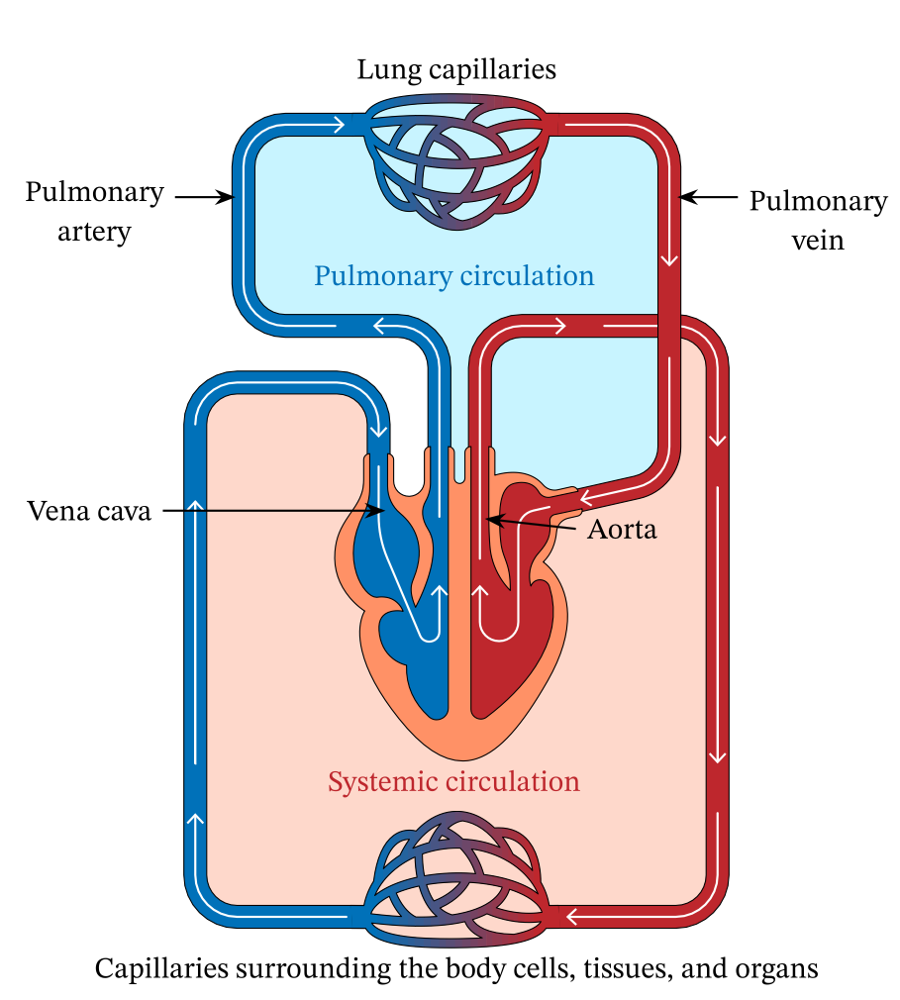 Lung capillaries
Pulmonary
artery
Pulmonary
vein
Pulmonary circulation
Vena cava
Aorta
Systemic circulation
Capillaries surrounding the body cells, tissues, and organs